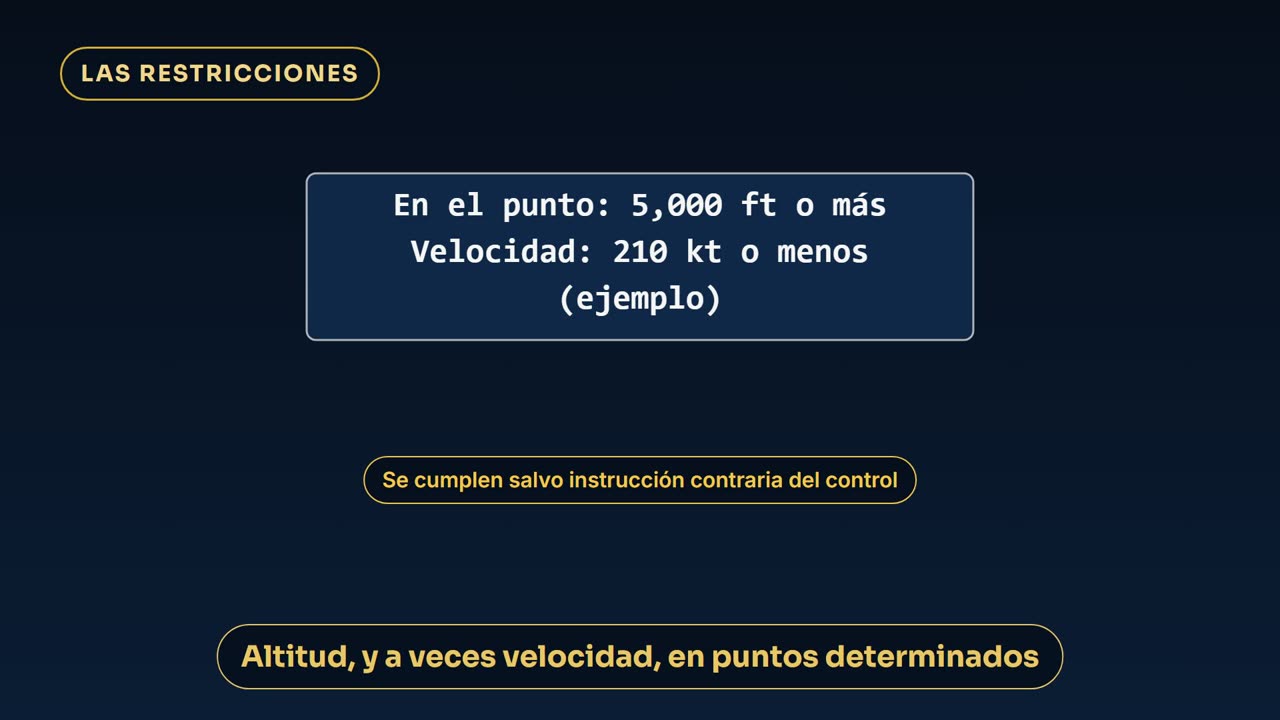 LAS RESTRICCIONES
En el punto: 5,000 ft o más
Velocidad: 210 kt o menos
(ejemplo)
Se cumplen salvo instrucción contraria del control
Altitud, y a veces velocidad, en puntos determinados